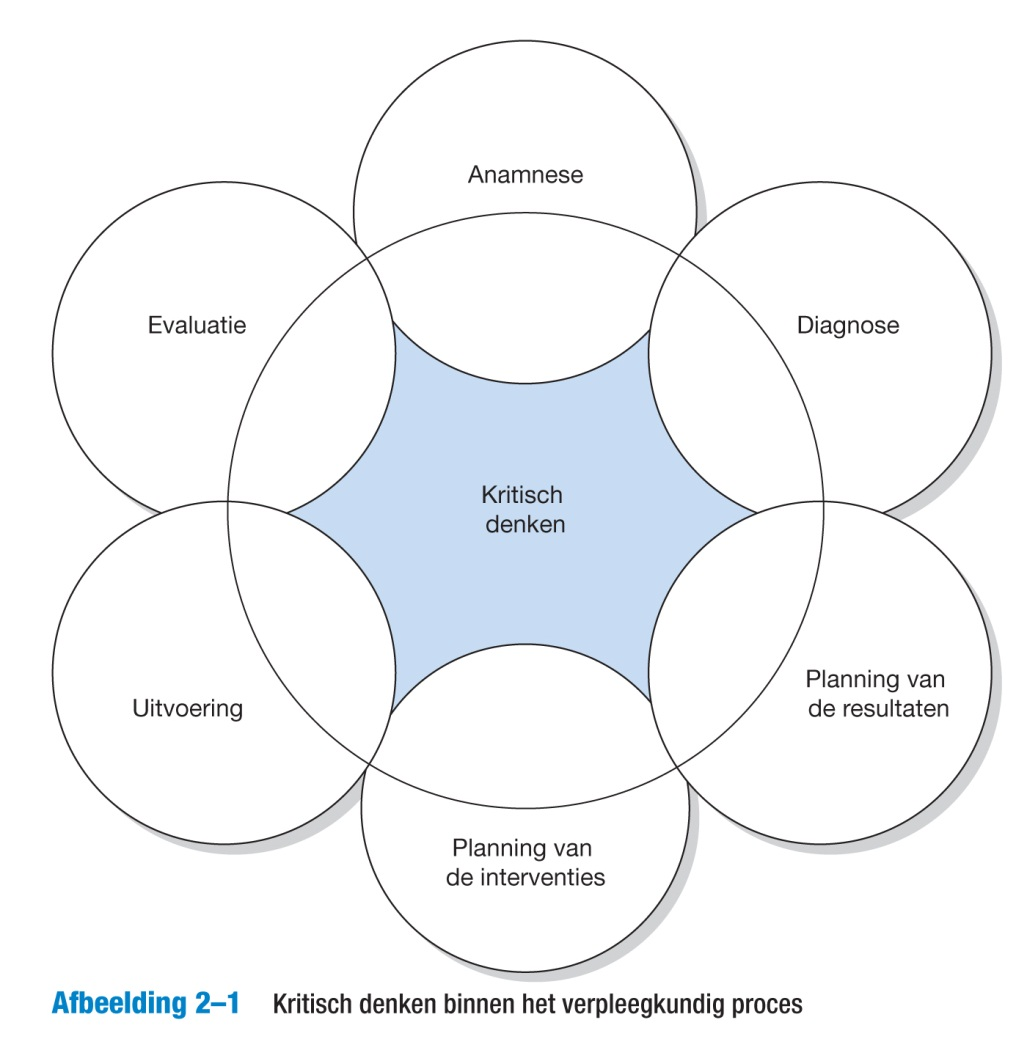 Anamnese
Evaluatie
Diagnose
Kritisch
denken
Uitvoering
Planning van
de resultaten
Planning van
de interventies
Afbeelding 2–1 Kritisch denken binnen het verpleegkundig proces